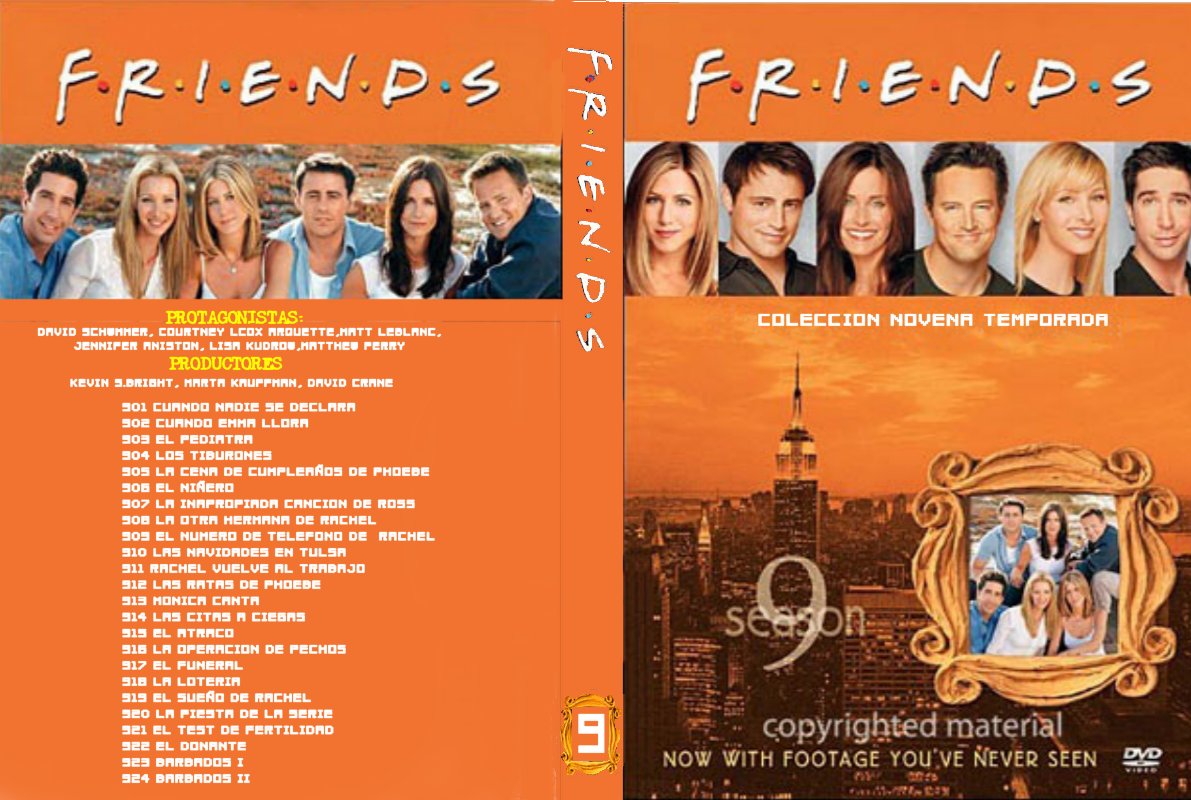 F.R.I.E.N.D.S
PROTAGONISTAS:
DAVID SCHWMMER, COURTNEY LCOX ARQUETTE,MATT LEBLANC,
JENNIFER ANISTON, LISA KUDROW,MATTHEW PERRY
PRODUCTORES
KEVIN S.BRIGHT, MARTA KAUFFMAN, DAVID CRANE
901 CUANDO NADIE SE DECLARA
902 CUANDO EMMA LLORA
903 EL PEDIATRA
904 LOS TIBURONES
905 LA CENA DE CUMPLEAÑOS DE PHOEBE
906 EL NIÑERO
907 LA INAPROPIADA CANCION DE ROSS
908 LA OTRA HERMANA DE RACHEL
909 EL NUMERO DE TELEFONO DE RACHEL
910 LAS NAVIDADES EN TULSA
911 RACHEL VUELVE AL TRABAJO
912 LAS RATAS DE PHOEBE
913 MONICA CANTA
914 LAS CITAS A CIEGAS
915 EL ATRACO
916 LA OPERACION DE PECHOS
917 EL FUNERAL
918 LA LOTERIA
919 EL SUEÑO DE RACHEL
920 LA FIESTA DE LA SERIE
921 EL TEST DE FERTILIDAD
922 EL DONANTE
923 BARBADOS I
924 BARBADOS II
F.R.I.E.N.D.S
9
F.R.I.E.N.D.S
COLECCION NOVENA TEMPORADA
9
season
copyrighted material
NOW WITH FOOTAGE YOU'VE NEVER SEEN
DVD
VIDEO